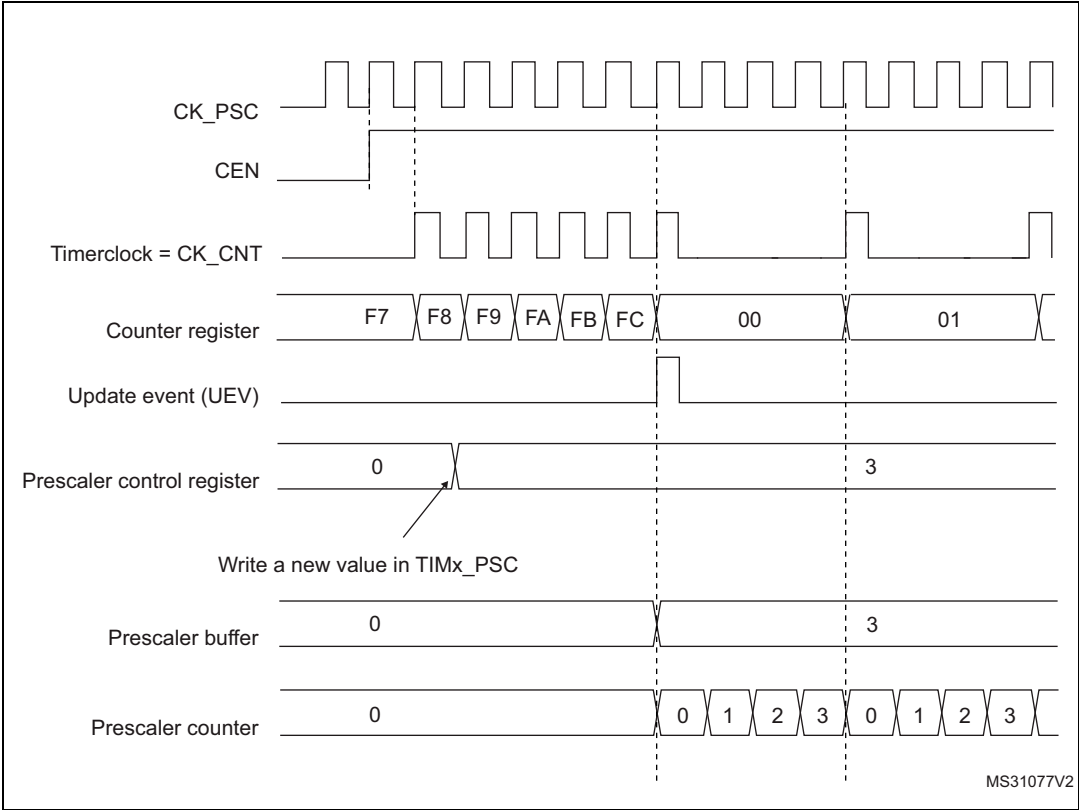 CK_PSC
CEN
Timerclock = CK_CNT
Counter register F7 F8 F9 FA FB FC 00 01
Update event (UEV)
Prescaler control register 0 3
Write a new value in TIMx_PSC
Prescaler buffer 0 3
Prescaler counter 0 0 1 2 3 0 1 2 3
MS31077V2